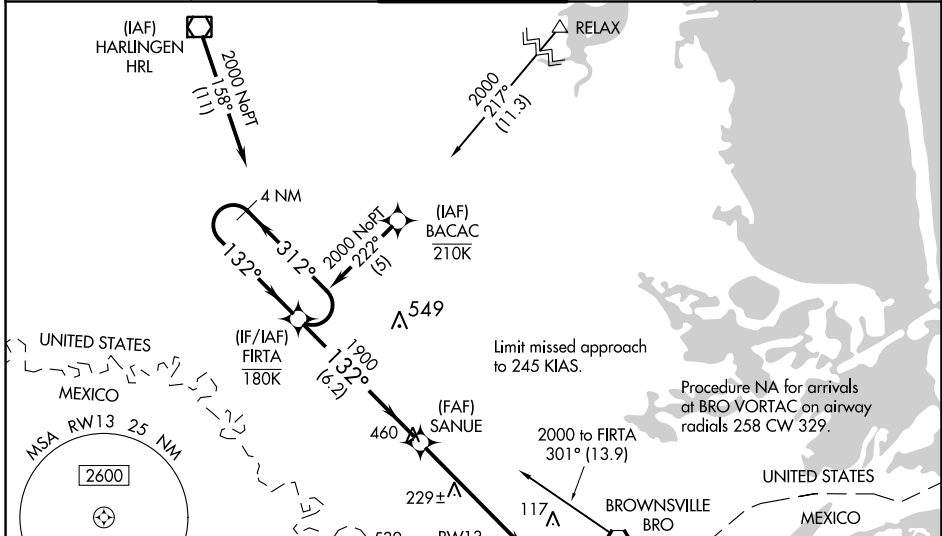 (IAF)
HARLINGEN
HRL
2000 NoPT
158°
(11)
RELAX
2000
217°
(11.3)
4 NM
312°
132°
2000 NoPT
222°
(5)
(IAF)
BACAC
210K
549
(IF/IAF)
FIRTA
180K
1900
132°
(6.2)
Limit missed approach
to 245 KIAS.
UNITED STATES
MEXICO
Procedure NA for arrivals
at BRO VORTAC on airway
radials 258 CW 329.
(FAF)
SANUE
460
MSA RW13 25 NM
2600
2000 to FIRTA
301° (13.9)
229±
117
BROWNSVILLE
BRO
UNITED STATES
MEXICO